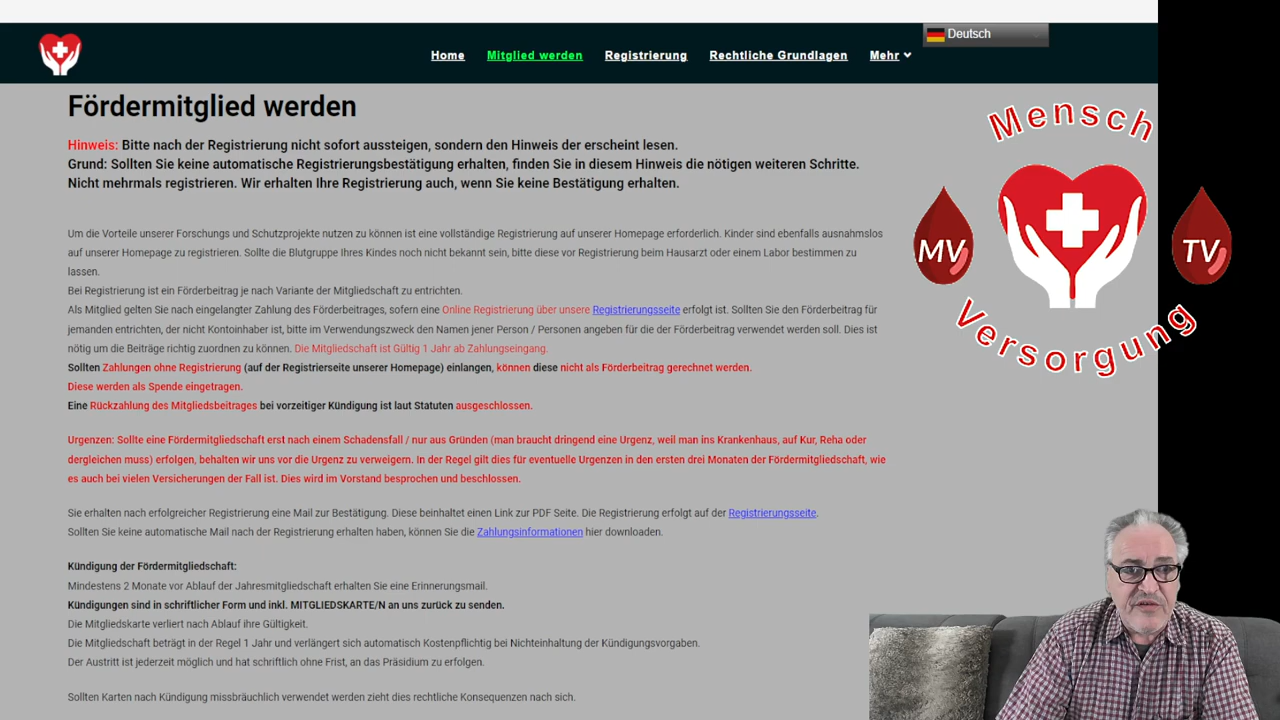 Home
Mitglied werden
Registrierung
Rechtliche Grundlagen
Mehr
Deutsch
Fördermitglied werden
Hinweis: Bitte nach der Registrierung nicht sofort aussteigen, sondern den Hinweis der erscheint lesen.
Grund: Sollten Sie keine automatische Registrierungsbestätigung erhalten, finden Sie in diesem Hinweis die nötigen weiteren Schritte.
Nicht mehrmals registrieren. Wir erhalten Ihre Registrierung auch, wenn Sie keine Bestätigung erhalten.
Um die Vorteile unserer Forschungs und Schutzprojekte nutzen zu können ist eine vollständige Registrierung auf unserer Homepage erforderlich. Kinder sind ebenfalls ausnahmslos
auf unserer Homepage zu registrieren. Sollte die Blutgruppe Ihres Kindes noch nicht bekannt sein, bitte diese vor Registrierung beim Hausarzt oder einem Labor bestimmen zu
lassen.
Bei Registrierung ist ein Förderbeitrag je nach Variante der Mitgliedschaft zu entrichten.
Als Mitglied gelten Sie nach eingelangter Zahlung des Förderbeitrages, sofern eine Online Registrierung über unsere Registrierungsseite erfolgt ist. Sollten Sie den Förderbeitrag für
jemanden entrichten, der nicht Kontoinhaber ist, bitte im Verwendungszweck den Namen jener Person / Personen angeben für die der Förderbeitrag verwendet werden soll. Dies ist
nötig um die Beiträge richtig zuordnen zu können. Die Mitgliedschaft ist Gültig 1 Jahr ab Zahlungseingang.
Sollten Zahlungen ohne Registrierung (auf der Registrierseite unserer Homepage) einlangen, können diese nicht als Förderbeitrag gerechnet werden.
Diese werden als Spende eingetragen.
Eine Rückzahlung des Mitgliedsbeitrages bei vorzeitiger Kündigung ist laut Statuten ausgeschlossen.
Urgenzen: Sollte eine Fördermitgliedschaft erst nach einem Schadensfall / nur aus Gründen (man braucht dringend eine Urgenz, weil man ins Krankenhaus, auf Kur, Reha oder
dergleichen muss) erfolgen, behalten wir uns vor die Urgenz zu verweigern. In der Regel gilt dies für eventuelle Urgenzen in den ersten drei Monaten der Fördermitgliedschaft, wie
es auch bei vielen Versicherungen der Fall ist. Dies wird im Vorstand besprochen und beschlossen.
Sie erhalten nach erfolgreicher Registrierung eine Mail zur Bestätigung. Diese beinhaltet einen Link zur PDF Seite. Die Registrierung erfolgt auf der Registrierungsseite.
Sollten Sie keine automatische Mail nach der Registrierung erhalten haben, können Sie die Zahlungsinformationen hier downloaden.
Kündigung der Fördermitgliedschaft:
Mindestens 2 Monate vor Ablauf der Jahresmitgliedschaft erhalten Sie eine Erinnerungsmail.
Kündigungen sind in schriftlicher Form und inkl. MITGLIEDSKARTE/N an uns zurück zu senden.
Die Mitgliedskarte verliert nach Ablauf ihre Gültigkeit.
Die Mitgliedschaft beträgt in der Regel 1 Jahr und verlängert sich automatisch Kostenpflichtig bei Nichteinhaltung der Kündigungsvorgaben.
Der Austritt ist jederzeit möglich und hat schriftlich ohne Frist, an das Präsidium zu erfolgen.
Sollten Karten nach Kündigung missbräuchlich verwendet werden zieht dies rechtliche Konsequenzen nach sich.
Mensch
MV
TV
Versorgung